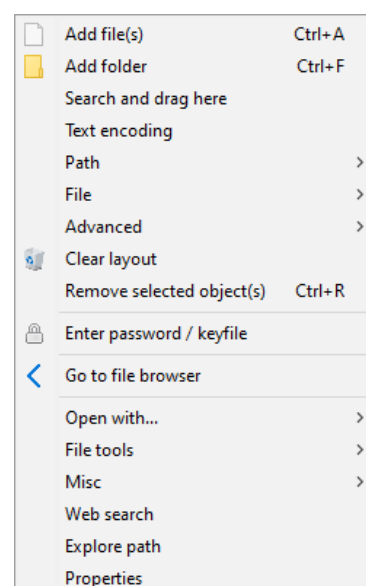 Add file(s) Ctrl+A
Add folder Ctrl+F
Search and drag here
Text encoding
Path
File
Advanced
Clear layout
Remove selected object(s) Ctrl+R
Enter password / keyfile
Go to file browser
Open with...
File tools
Misc
Web search
Explore path
Properties